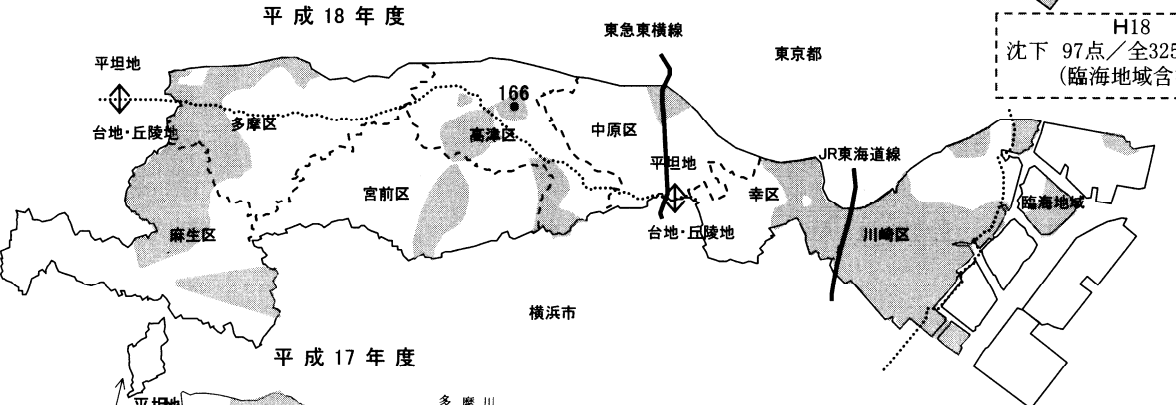 平成18年度
東急東横線
東京都
H18
沈下 97点／全325
(臨海地域含
平坦地
台地・丘陵地
多摩区
166
高津区
中原区
平坦地
JR東海道線
宮前区
幸区
臨海地域
麻生区
台地・丘陵地
川崎区
横浜市
平成17年度
平坦地
多摩川